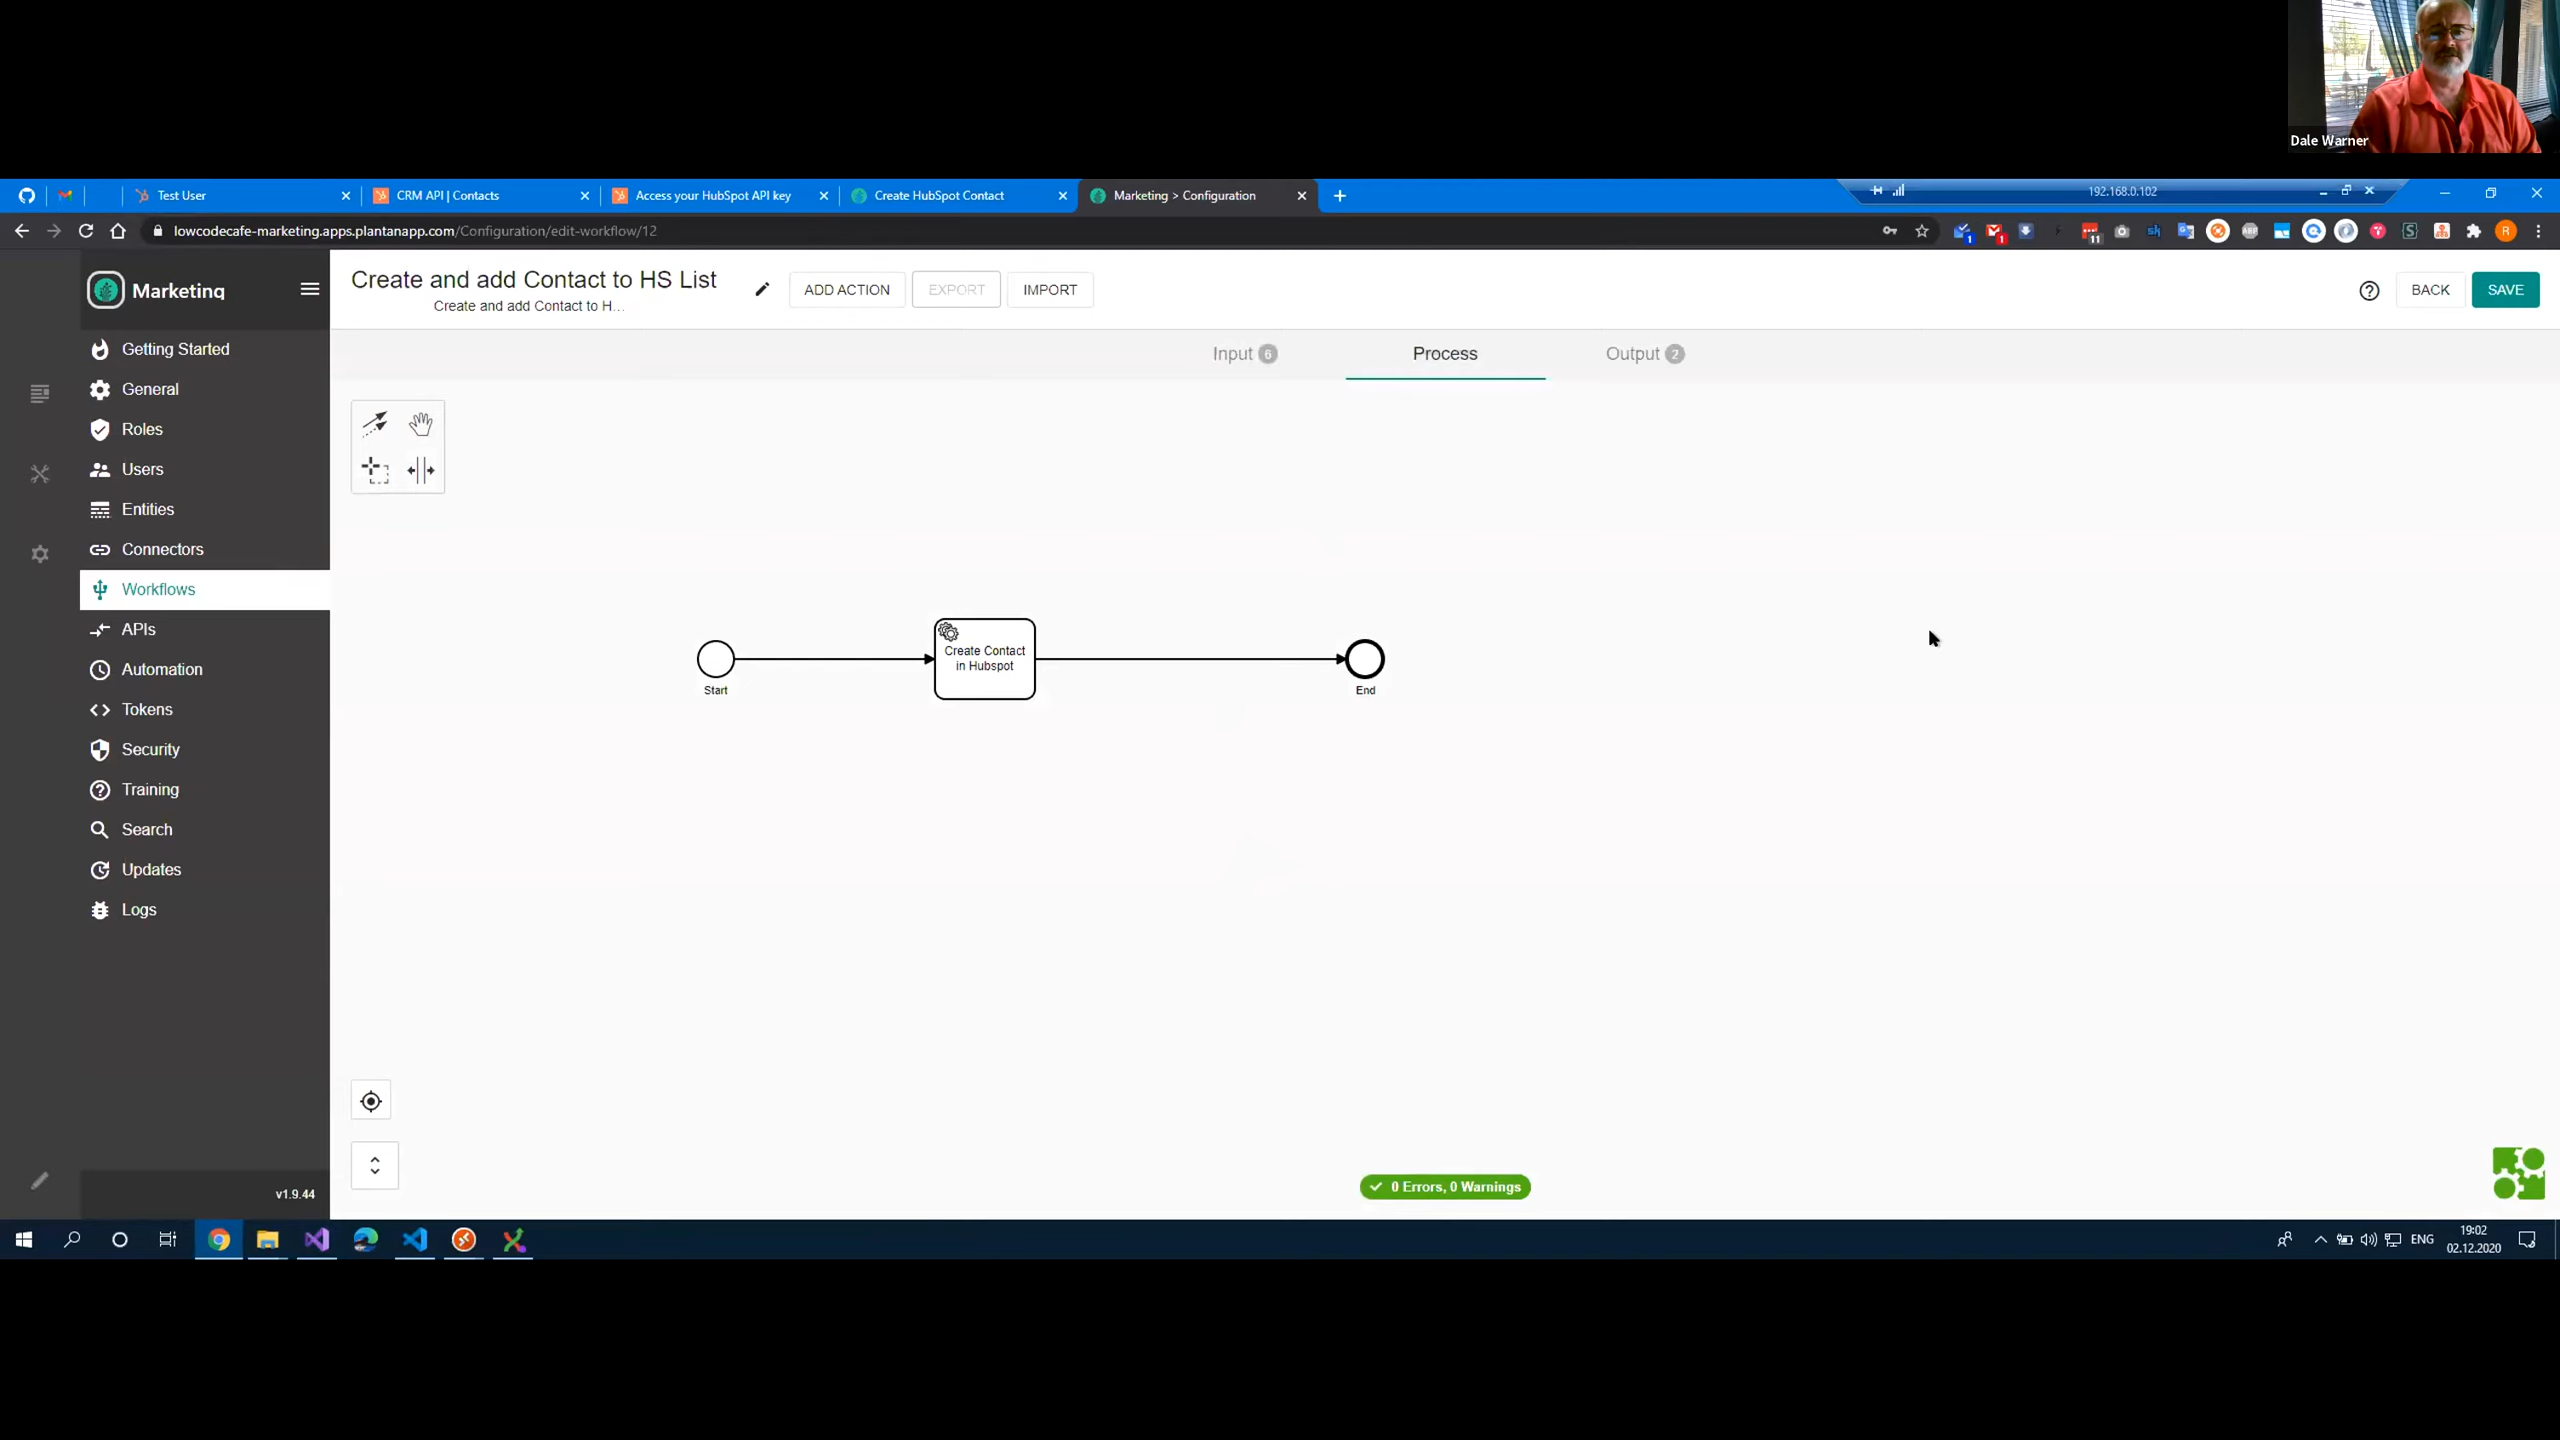 Dale Warner
Test User
CRM API | Contacts
Access your HubSpot API key
Create HubSpot Contact
Marketing > Configuration
192.168.0.102
lowcodecafe-marketing.apps.plantanapp.com/Configuration/edit-workflow/12
1
1
11
ABP
R
Marketing
Create and add Contact to HS List
Create and add Contact to H...
ADD ACTION
EXPORT
IMPORT
BACK
SAVE
Getting Started
General
Roles
Users
Entities
Connectors
Workflows
APIs
Automation
Tokens
Security
Training
Search
Updates
Logs
v1.9.44
Input 6
Process
Output 2
Start
Create Contact
in Hubspot
End
0 Errors, 0 Warnings
ENG
19:02
02.12.2020